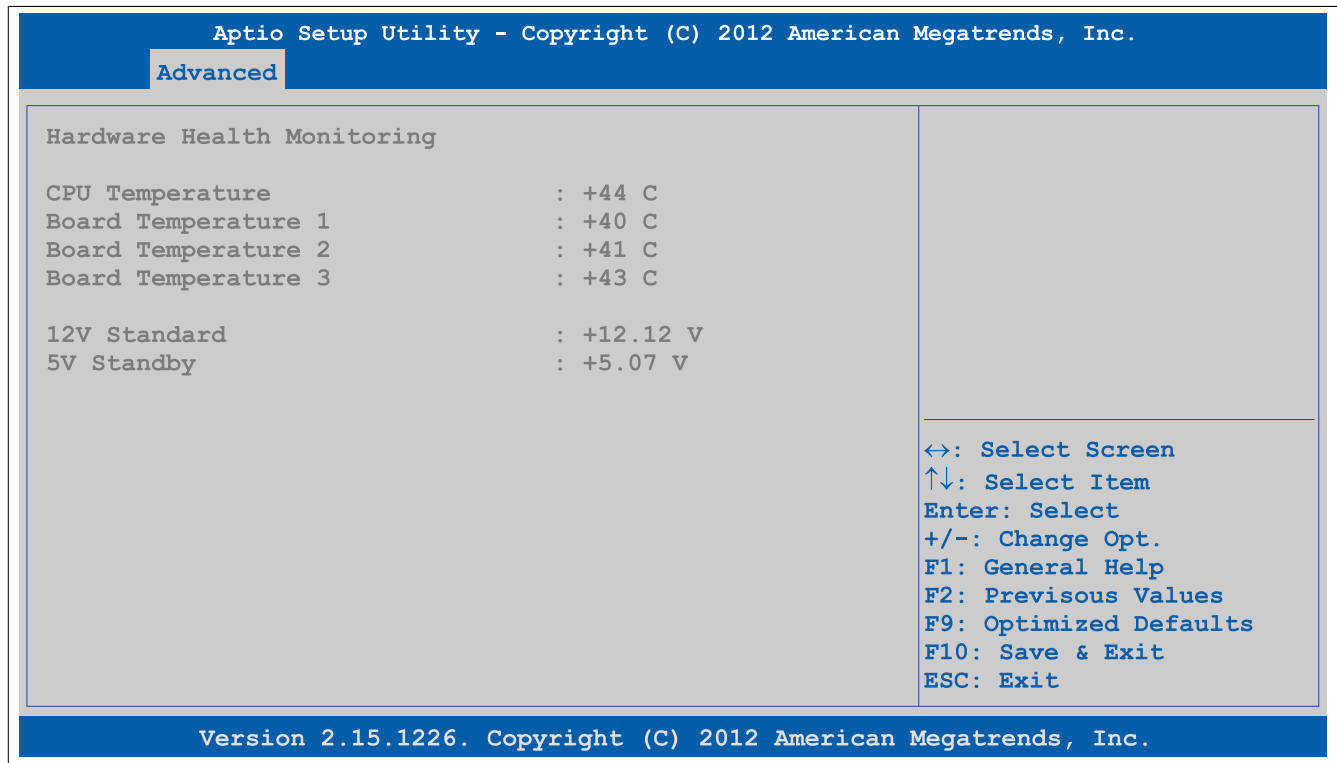 Aptio Setup Utility - Copyright (C) 2012 American Megatrends, Inc.
Advanced
Hardware Health Monitoring
CPU Temperature : +44 C
Board Temperature 1 : +40 C
Board Temperature 2 : +41 C
Board Temperature 3 : +43 C
12V Standard : +12.12 V
5V Standby : +5.07 V
↔: Select Screen
↑↓: Select Item
Enter: Select
+/-: Change Opt.
F1: General Help
F2: Previsous Values
F9: Optimized Defaults
F10: Save & Exit
ESC: Exit
Version 2.15.1226. Copyright (C) 2012 American Megatrends, Inc.